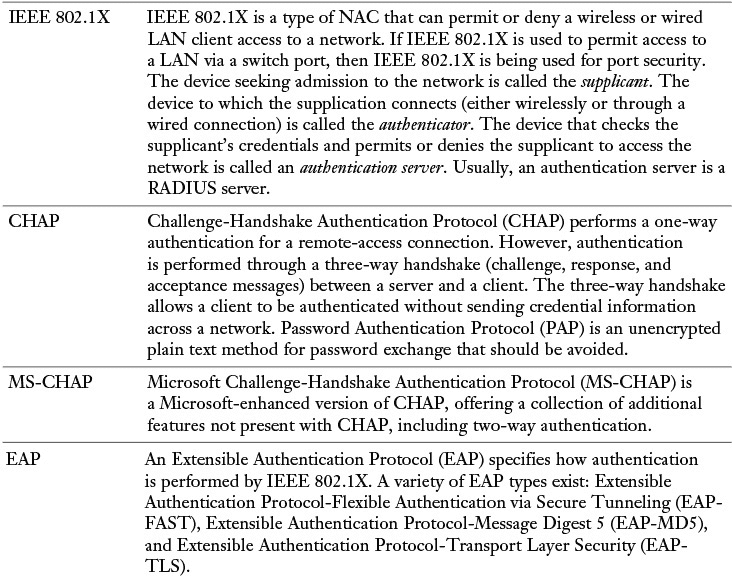 IEEE 802.1X IEEE 802.1X is a type of NAC that can permit or deny a wireless or wired
LAN client access to a network. If IEEE 802.1X is used to permit access to
a LAN via a switch port, then IEEE 802.1X is being used for port security.
The device seeking admission to the network is called the supplicant. The
device to which the supplication connects (either wirelessly or through a
wired connection) is called the authenticator. The device that checks the
supplicant's credentials and permits or denies the supplicant to access the
network is called an authentication server. Usually, an authentication server is a
RADIUS server.
CHAP Challenge-Handshake Authentication Protocol (CHAP) performs a one-way
authentication for a remote-access connection. However, authentication
is performed through a three-way handshake (challenge, response, and
acceptance messages) between a server and a client. The three-way handshake
allows a client to be authenticated without sending credential information
across a network. Password Authentication Protocol (PAP) is an unencrypted
plain text method for password exchange that should be avoided.
MS-CHAP Microsoft Challenge-Handshake Authentication Protocol (MS-CHAP) is
a Microsoft-enhanced version of CHAP, offering a collection of additional
features not present with CHAP, including two-way authentication.
EAP An Extensible Authentication Protocol (EAP) specifies how authentication
is performed by IEEE 802.1X. A variety of EAP types exist: Extensible
Authentication Protocol-Flexible Authentication via Secure Tunneling (EAP-
FAST), Extensible Authentication Protocol-Message Digest 5 (EAP-MD5),
and Extensible Authentication Protocol-Transport Layer Security (EAP-
TLS).